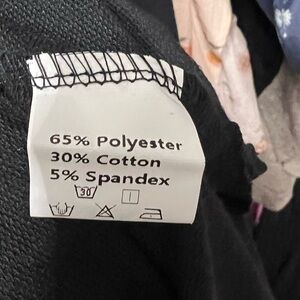 65% Polyester
30% Cotton
5% Spandex
30